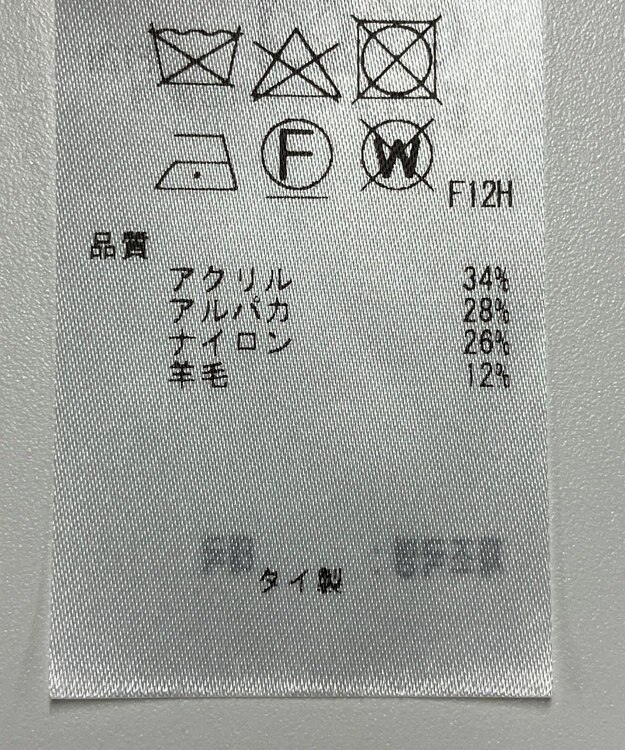 F W F12H
品質
アクリル 34%
アルパカ 28%
ナイロン 26%
羊毛 12%
タイ製